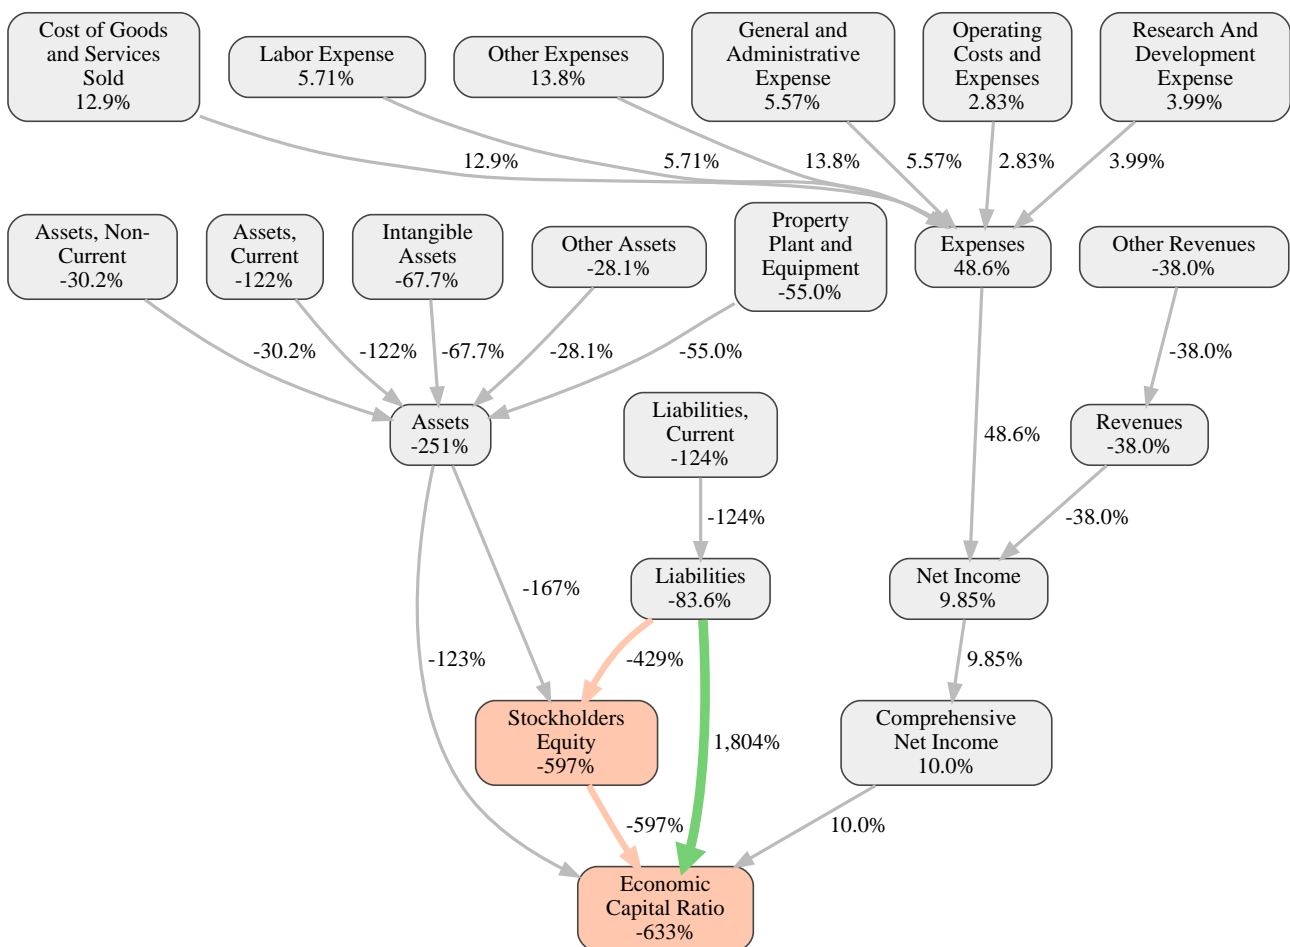 Cost of Goods
and Services
Sold
12.9%
Labor Expense
5.71%
Other Expenses
13.8%
General and
Administrative
Expense
5.57%
Operating
Costs and
Expenses
2.83%
Research And
Development
Expense
3.99%
12.9%
5.71%
13.8%
5.57%
2.83%
3.99%
Assets, Non-
Current
-30.2%
Assets,
Current
-122%
Intangible
Assets
-67.7%
Other Assets
-28.1%
Property
Plant and
Equipment
-55.0%
Expenses
48.6%
Other Revenues
-38.0%
-30.2%
-122%
-67.7%
-28.1%
-55.0%
-38.0%
Assets
-251%
Liabilities,
Current
-124%
48.6%
Revenues
-38.0%
-124%
-38.0%
-167%
Liabilities
-83.6%
Net Income
9.85%
-123%
-429%
9.85%
Stockholders
Equity
-597%
1,804%
Comprehensive
Net Income
10.0%
-597%
10.0%
Economic
Capital Ratio
-633%